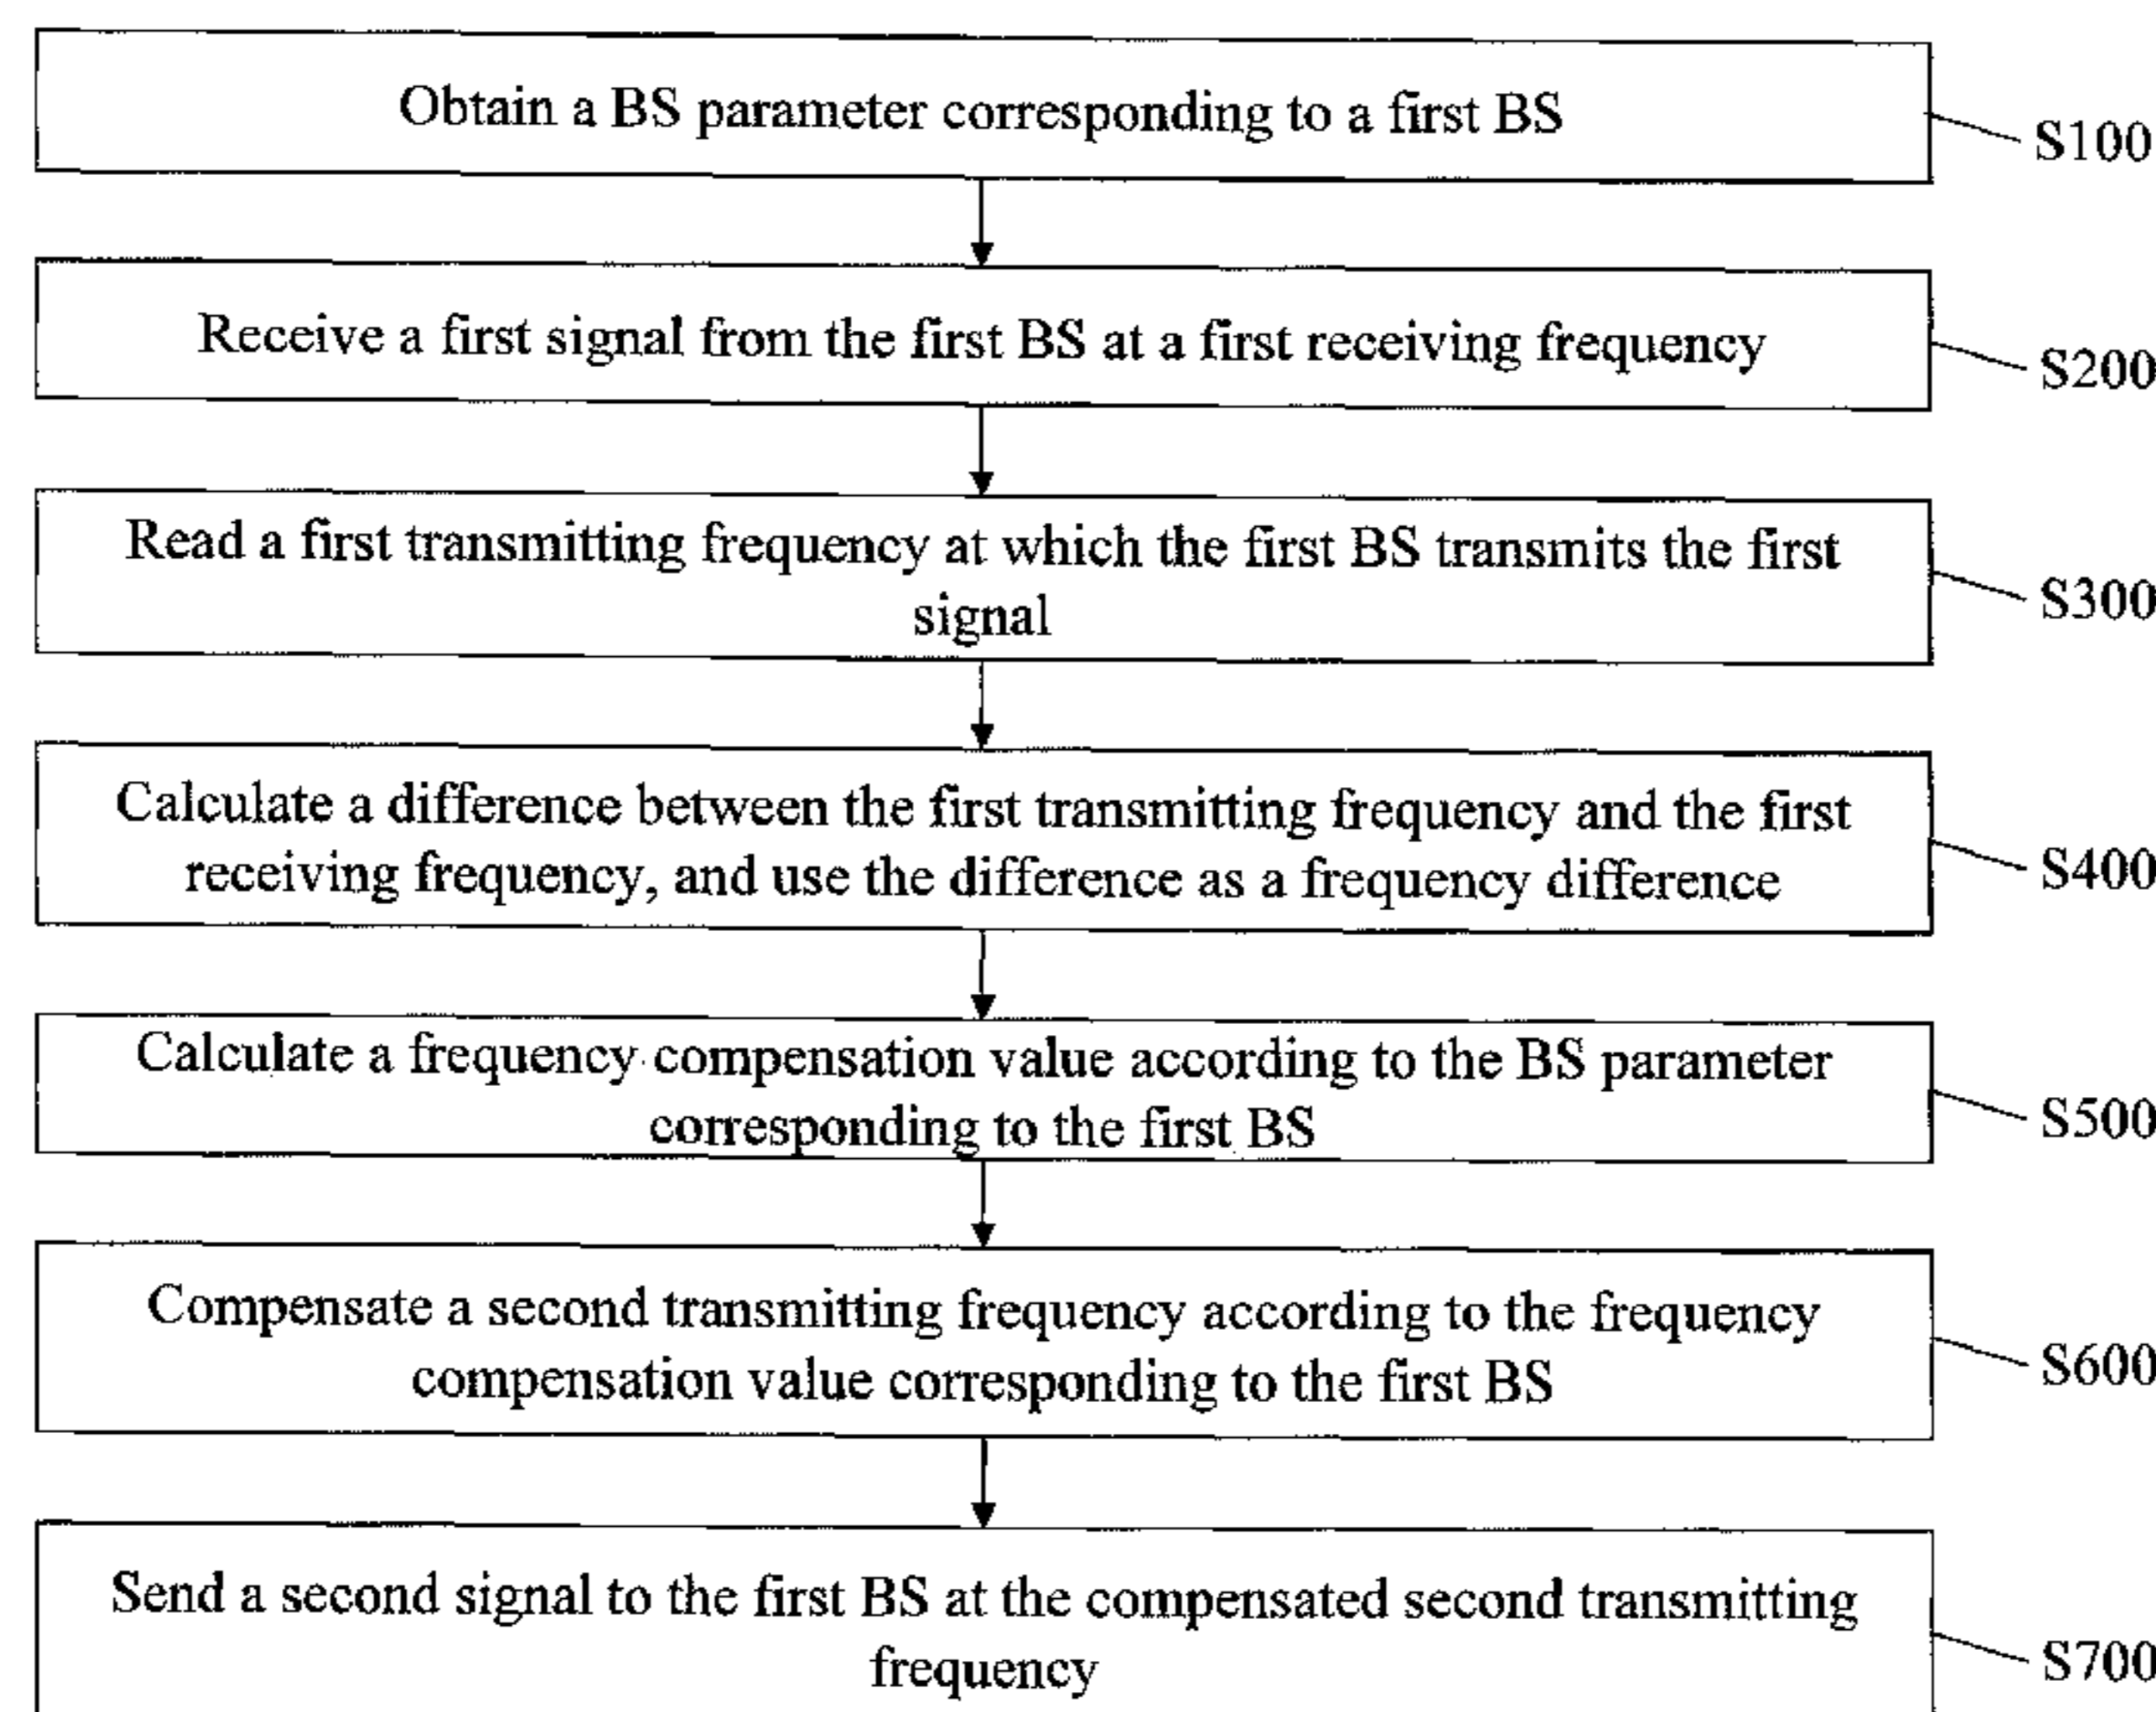 Obtain a BS parameter corresponding to a first BS
S100
Receive a first signal from the first BS at a first receiving frequency
S200
Read a first transmitting frequency at which the first BS transmits the first
signal
S300
Calculate a difference between the first transmitting frequency and the first
receiving frequency, and use the difference as a frequency difference
S400
Calculate a frequency compensation value according to the BS parameter
corresponding to the first BS
S500
Compensate a second transmitting frequency according to the frequency
compensation value corresponding to the first BS
S600
Send a second signal to the first BS at the compensated second transmitting
frequency
S700